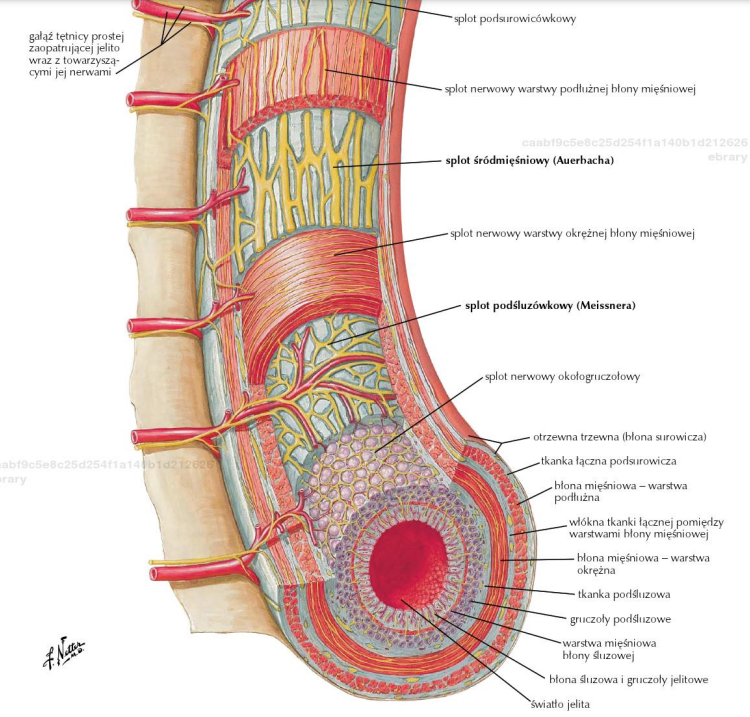 splot podsurowicówkowy
gałąź tętnicy prostej
zaopatrującej jelito
wraz z towarzyszą-
cymi jej nerwami
splot nerwowy warstwy podłużnej błony mięśniowej
caabf9c5e8c25d254f1a140b1d212626
ebrary
splot śródmięśniowy (Auerbacha)
splot nerwowy warstwy okrężnej błony mięśniowej
splot podśluzówkowy (Meissnera)
splot nerwowy okołogruczołowy
otrzewna trzewna (błona surowicza)
tkanka łączna podsurowicza
aabf9c5e8c25d254f1a140b1d212626
rary
błona mięśniowa – warstwa
podłużna
włókna tkanki łącznej pomiędzy
warstwami błony mięśniowej
błona mięśniowa – warstwa
okrężna
tkanka podśluzowa
gruczoły podśluzowe
warstwa mięśniowa
błony śluzowej
błona śluzowa i gruczoły jelitowe
światło jelita
F. Netter
M.D.